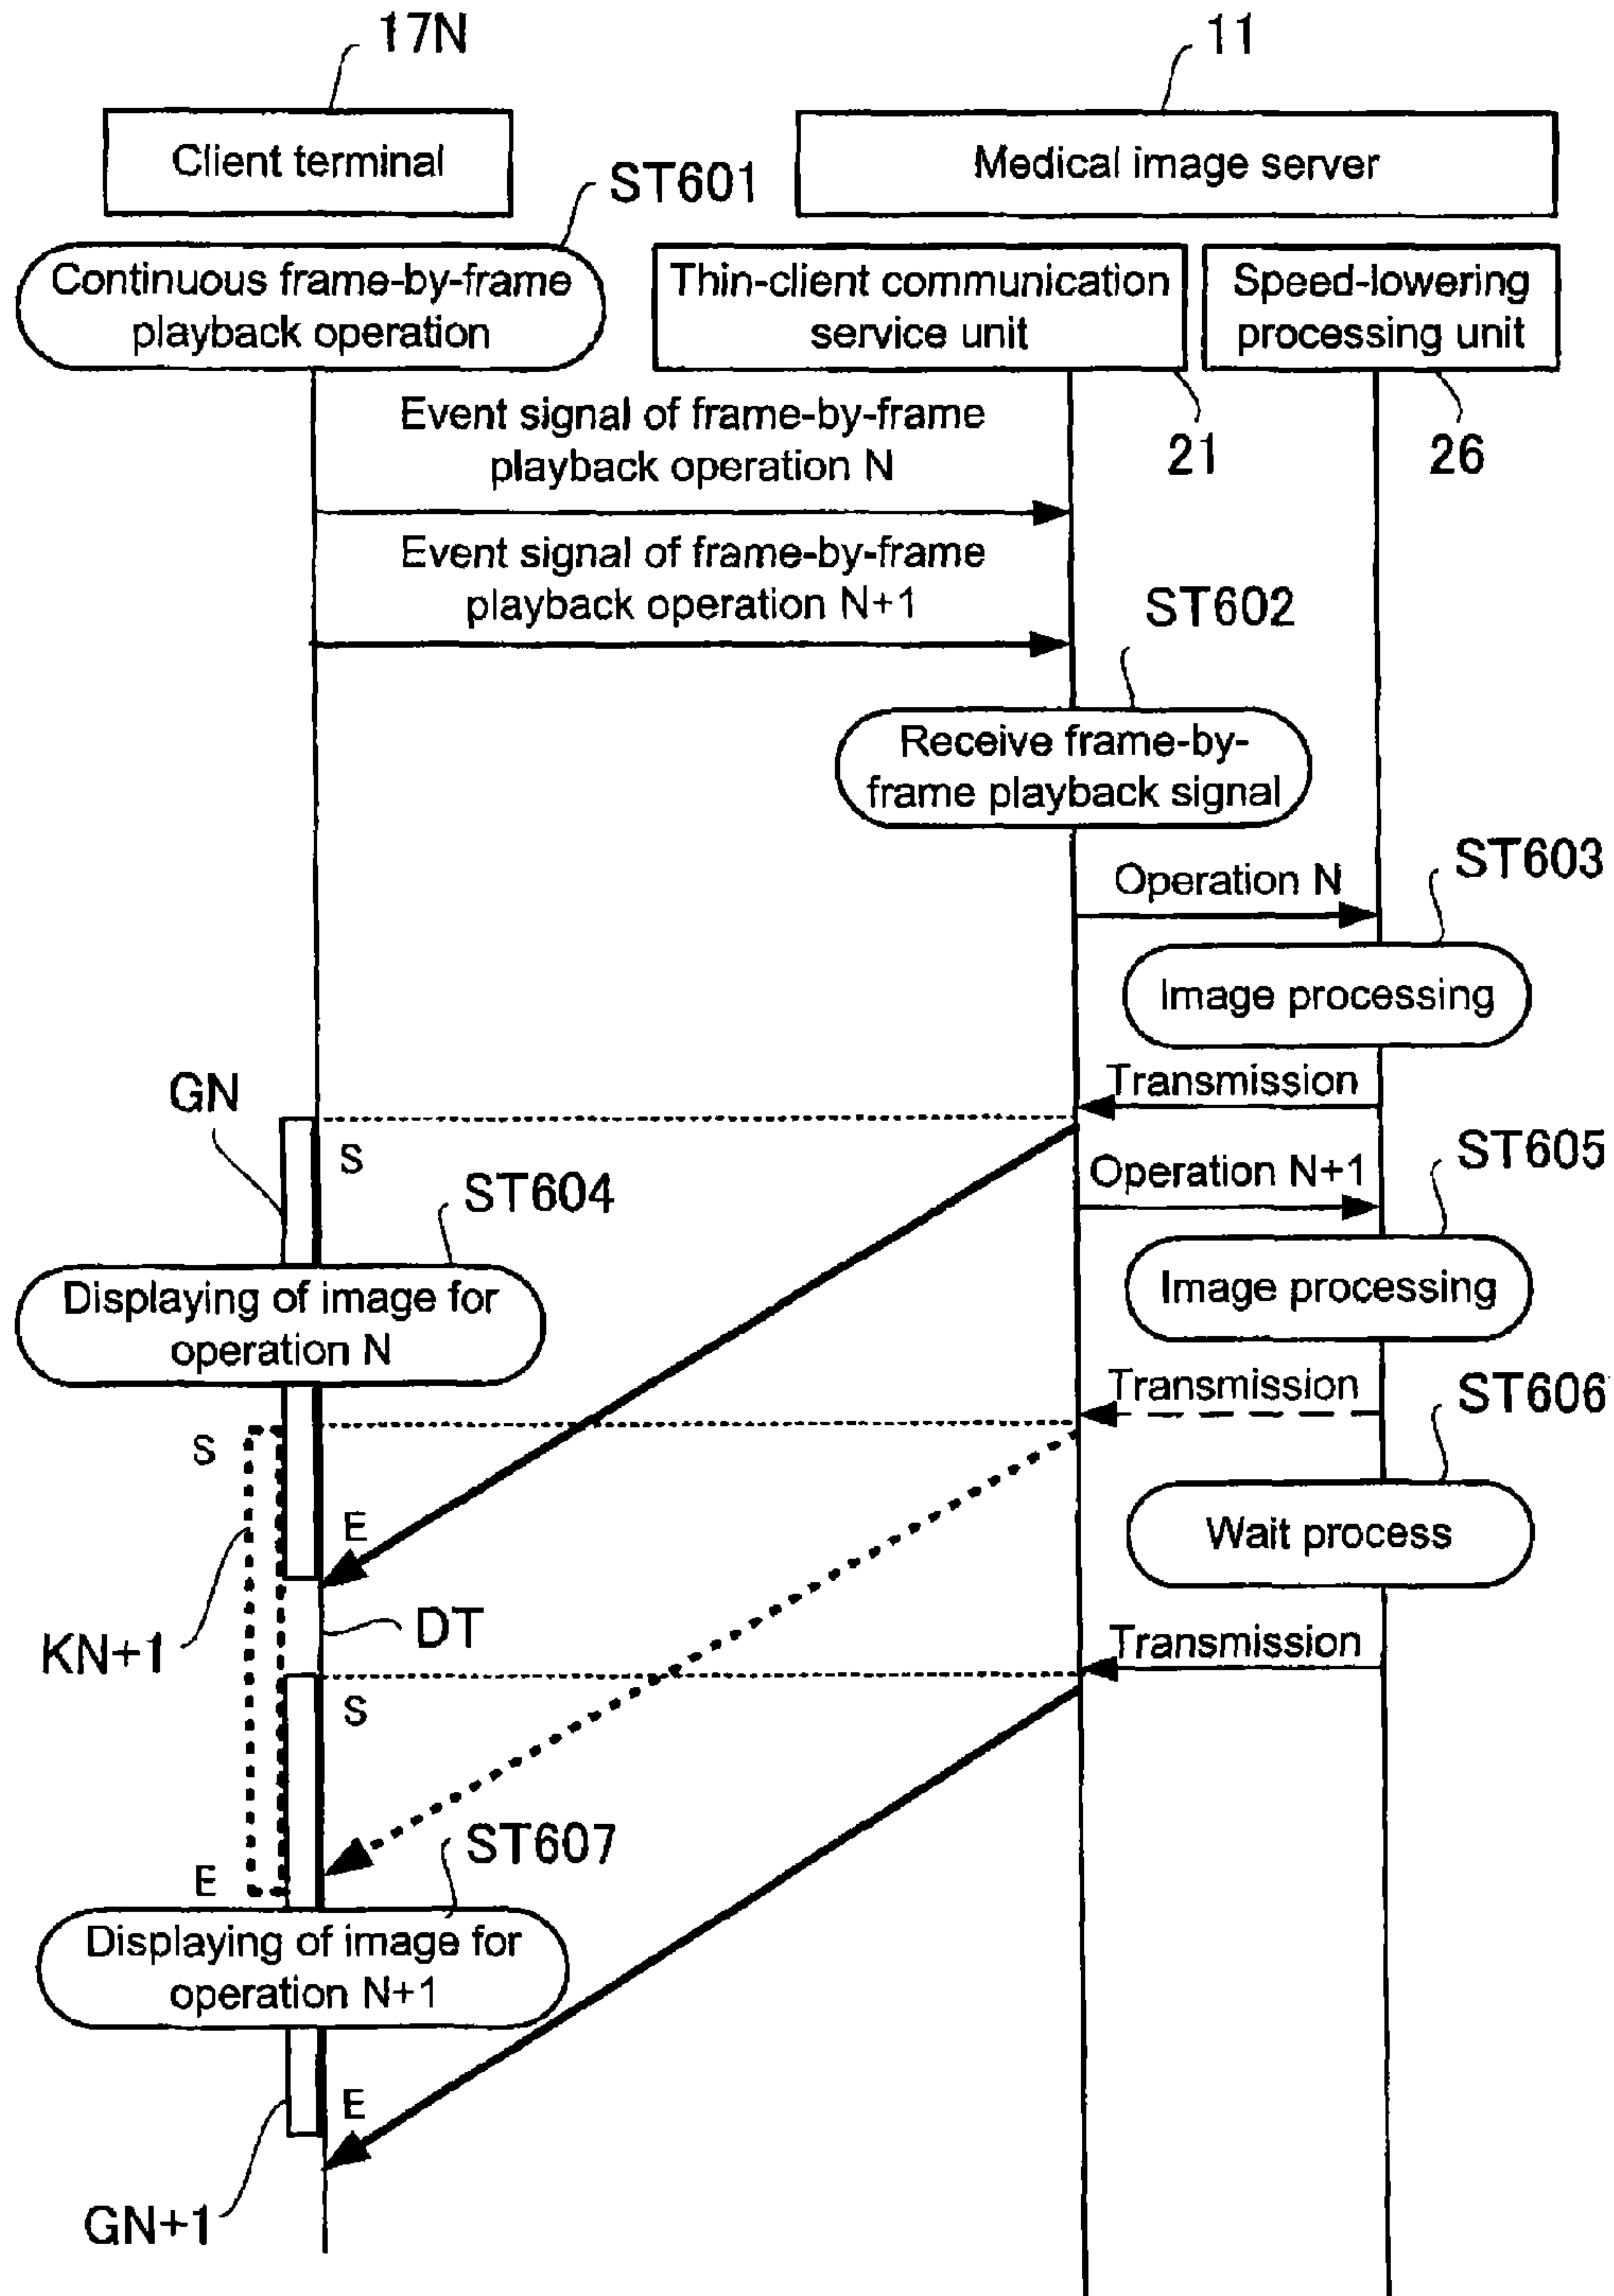 17N
11
Client terminal
Medical image server
ST601
Continuous frame-by-frame
playback operation
Thin-client communication
service unit
Speed-lowering
processing unit
21
26
Event signal of frame-by-frame
playback operation N
Event signal of frame-by-frame
playback operation N+1
ST602
Receive frame-by-
frame playback signal
Operation N
ST603
Image processing
Transmission
GN
S
Operation N+1
ST605
ST604
Image processing
Displaying of image for
operation N
Transmission
ST606
S
E
Wait process
KN+1
DT
Transmission
S
ST607
E
Displaying of image for
operation N+1
E
GN+1